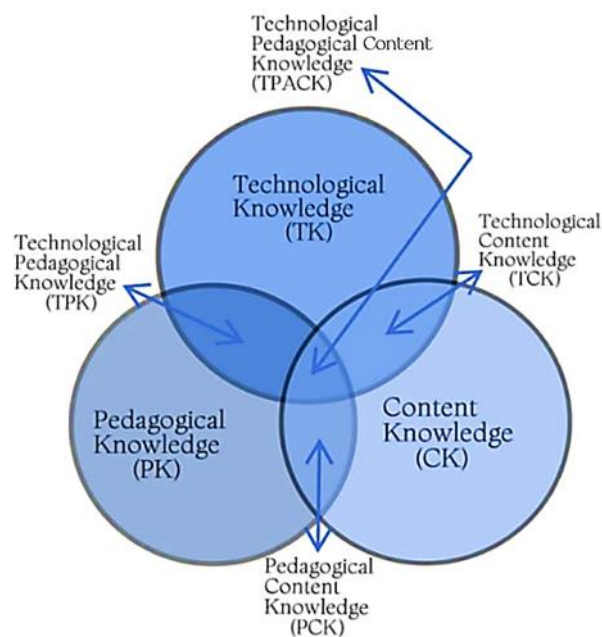 Technological
Pedagogical Content
Knowledge
(TPACK)
Technological
Knowledge
(TK)
Technological
Pedagogical
Knowledge
(TPK)
Technological
Content
Knowledge
(TCK)
Pedagogical
Knowledge
(PK)
Content
Knowledge
(CK)
Pedagogical
Content
Knowledge
(PCK)